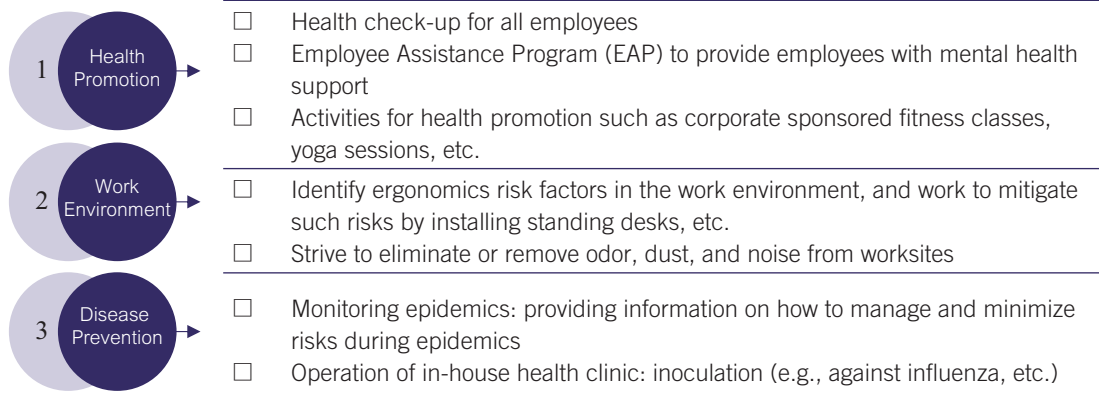 1
Health
Promotion
☐ Health check-up for all employees
☐ Employee Assistance Program (EAP) to provide employees with mental health
support
☐ Activities for health promotion such as corporate sponsored fitness classes,
yoga sessions, etc.
2
Work
Environment
☐ Identify ergonomics risk factors in the work environment, and work to mitigate
such risks by installing standing desks, etc.
☐ Strive to eliminate or remove odor, dust, and noise from worksites
3
Disease
Prevention
☐ Monitoring epidemics: providing information on how to manage and minimize
risks during epidemics
☐ Operation of in-house health clinic: inoculation (e.g., against influenza, etc.)